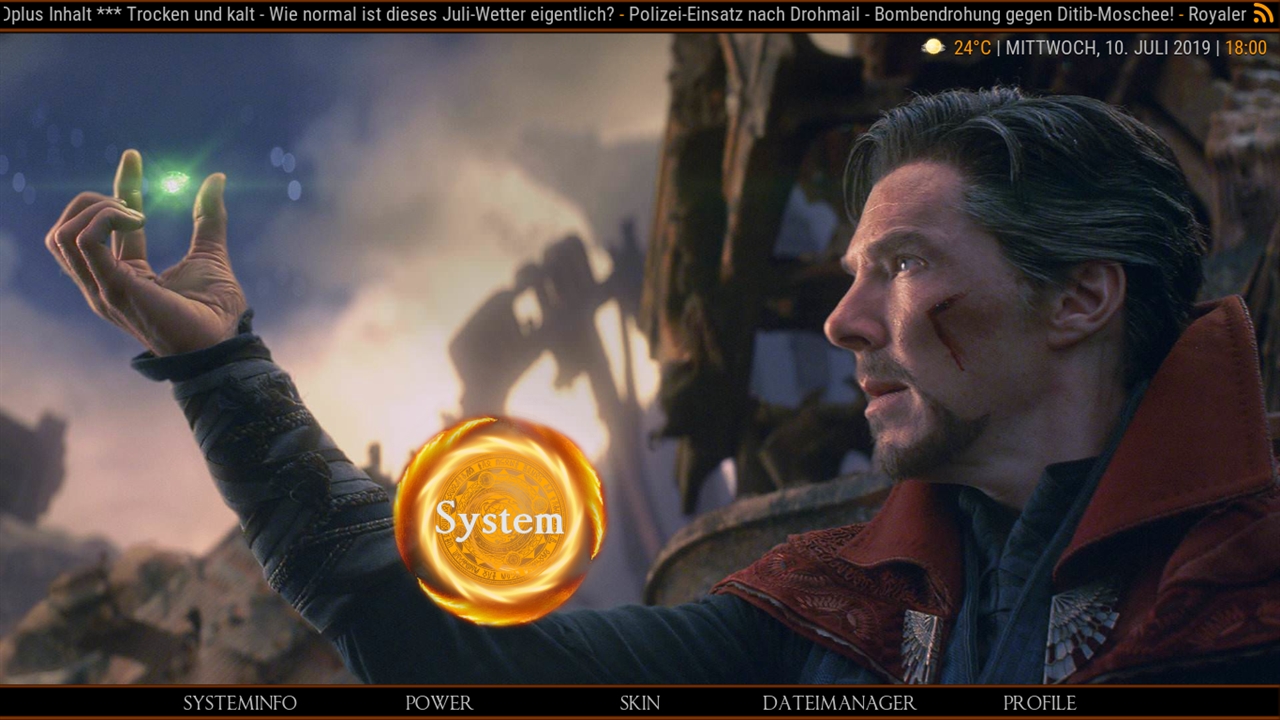 Oplus Inhalt *** Trocken und kalt - Wie normal ist dieses Juli-Wetter eigentlich? - Polizei-Einsatz nach Drohmail - Bombendrohung gegen Ditib-Moschee! - Royaler
24°C | MITTWOCH, 10. JULI 2019 | 18:00
System
SYSTEMINFO POWER SKIN DATEIMANAGER PROFILE